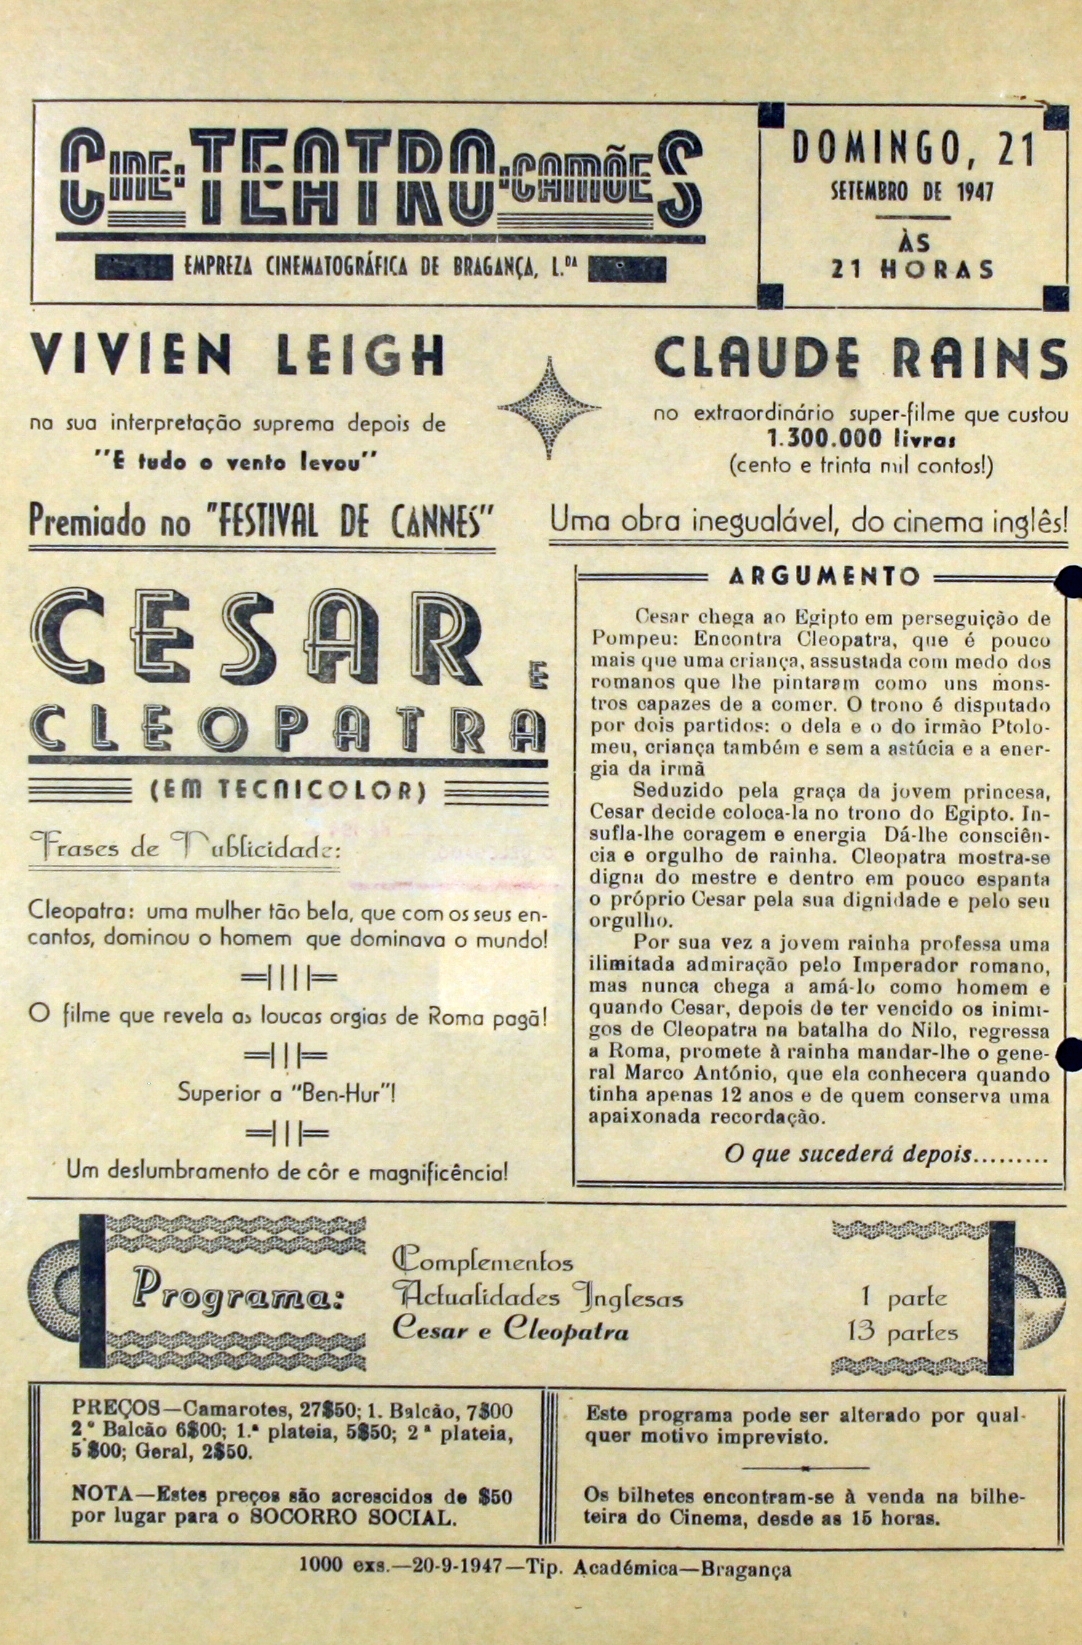 CINE-TEATRO-CAMÕES
EMPREZA CINEMATOGRÁFICA DE BRAGANÇA, L.DA
DOMINGO, 21
SETEMBRO DE 1947
ÀS
21 HORAS
VIVIEN LEIGH
na sua interpretação suprema depois de
"E tudo o vento levou"
CLAUDE RAINS
no extraordinário super-filme que custou
1.300.000 livras
(cento e trinta mil contos!)
Premiado no "FESTIVAL DE CANNES"
Uma obra inegualável, do cinema inglês!
CESAR E
CLEOPATRA
(EM TECNICOLOR)
Frases de Publicidade:
Cleopatra: uma mulher tão bela, que com os seus en-
cantos, dominou o homem que dominava o mundo!
O filme que revela as loucas orgias de Roma pagã!
Superior a "Ben-Hur"!
Um deslumbramento de côr e magnificência!
ARGUMENTO
Cesar chega ao Egipto em perseguição de
Pompeu: Encontra Cleopatra, que é pouco
mais que uma criança, assustada com medo dos
romanos que lhe pintaram como uns mons-
tros capazes de a comer. O trono é disputado
por dois partidos: o dela e o do irmão Ptolo-
meu, criança também e sem a astúcia e a ener-
gia da irmã
Seduzido pela graça da jovem princesa,
Cesar decide coloca-la no trono do Egipto. In-
sufla-lhe coragem e energia Dá-lhe consciên-
cia e orgulho de rainha. Cleopatra mostra-se
digna do mestre e dentro em pouco espanta
o próprio Cesar pela sua dignidade e pelo seu
orgulho.
Por sua vez a jovem rainha professa uma
ilimitada admiração pelo Imperador romano,
mas nunca chega a amá-lo como homem e
quando Cesar, depois de ter vencido os inimi-
gos de Cleopatra na batalha do Nilo, regressa
a Roma, promete à rainha mandar-lhe o gene-
ral Marco António, que ela conhecera quando
tinha apenas 12 anos e de quem conserva uma
apaixonada recordação.
O que sucederá depois.........
Programa:
Complementos
Actualidades Inglesas 1 parte
Cesar e Cleopatra 13 partes
PREÇOS—Camarotes, 27$50; 1. Balcão, 7$00
2.º Balcão 6$00; 1.ª plateia, 5$50; 2 ª plateia,
5 $00; Geral, 2$50.
NOTA—Estes preços são acrescidos de $50
por lugar para o SOCORRO SOCIAL.
Este programa pode ser alterado por qual-
quer motivo imprevisto.
Os bilhetes encontram-se à venda na bilhe-
teira do Cinema, desde as 15 horas.
1000 exs.—20-9-1947—Tip. Académica—Bragança